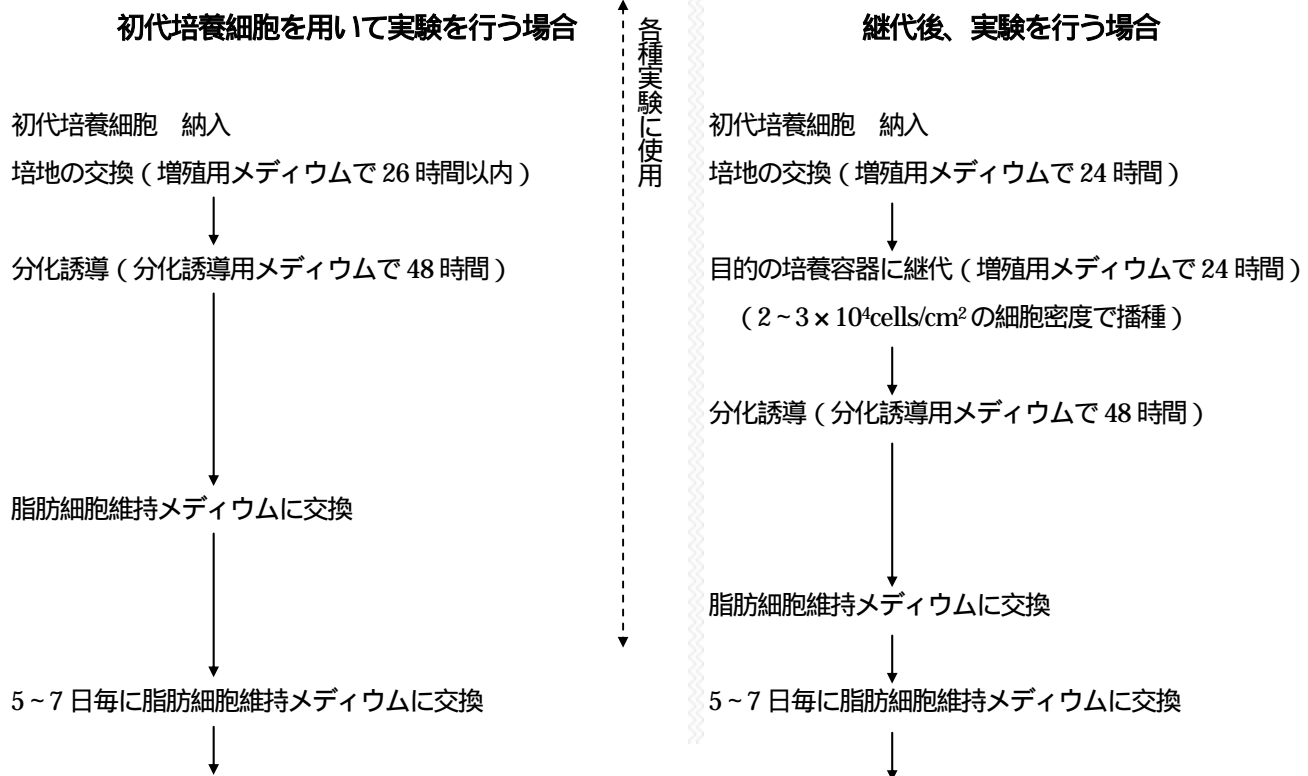 初代培養細胞を用いて実験を行う場合
初代培養細胞　納入
培地の交換（増殖用メディウムで 26 時間以内）
分化誘導（分化誘導用メディウムで 48 時間）
脂肪細胞維持メディウムに交換
5～7 日毎に脂肪細胞維持メディウムに交換
各種実験に使用
継代後、実験を行う場合
初代培養細胞　納入
培地の交換（増殖用メディウムで 24 時間）
目的の培養容器に継代（増殖用メディウムで 24 時間）
（2～3×10⁴cells/cm² の細胞密度で播種）
分化誘導（分化誘導用メディウムで 48 時間）
脂肪細胞維持メディウムに交換
5～7 日毎に脂肪細胞維持メディウムに交換